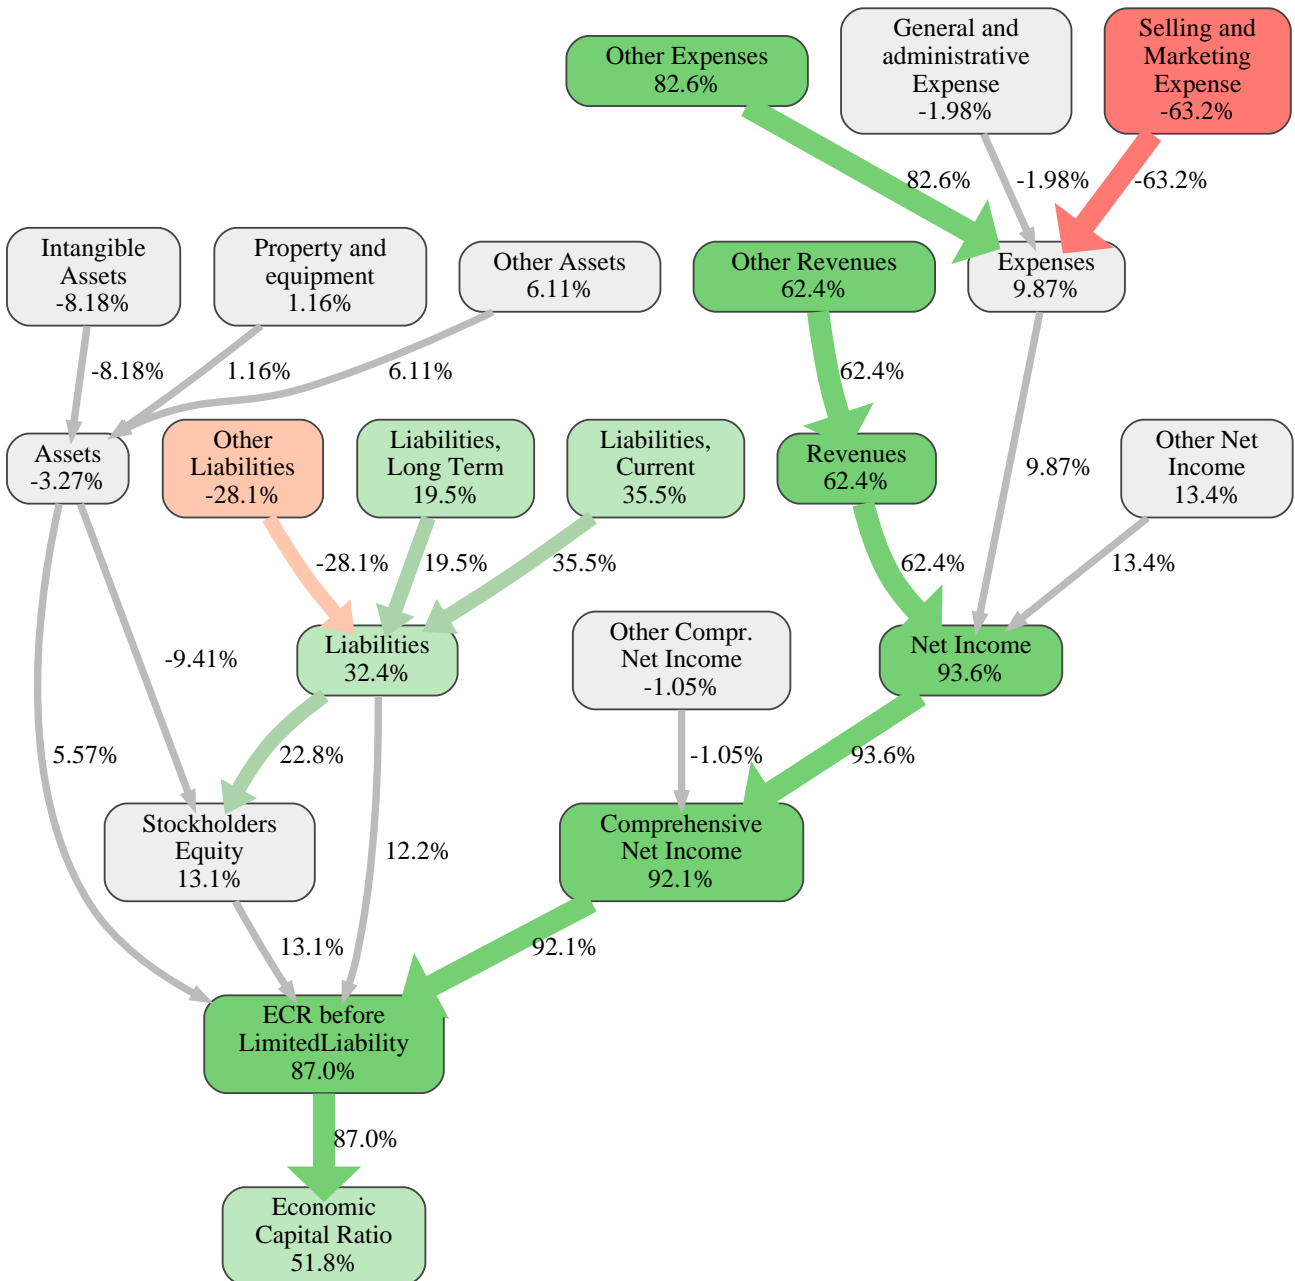 General and
administrative
Expense
-1.98%
Selling and
Marketing
Expense
-63.2%
Other Expenses
82.6%
82.6%
-1.98%
-63.2%
Intangible
Assets
-8.18%
Property and
equipment
1.16%
Other Assets
6.11%
Other Revenues
62.4%
Expenses
9.87%
-8.18%
1.16%
6.11%
62.4%
Assets
-3.27%
Other
Liabilities
-28.1%
Liabilities,
Long Term
19.5%
Liabilities,
Current
35.5%
Revenues
62.4%
9.87%
Other Net
Income
13.4%
-28.1%
19.5%
35.5%
62.4%
13.4%
Liabilities
32.4%
Other Compr.
Net Income
-1.05%
Net Income
93.6%
-9.41%
5.57%
22.8%
-1.05%
93.6%
Stockholders
Equity
13.1%
12.2%
Comprehensive
Net Income
92.1%
13.1%
92.1%
ECR before
LimitedLiability
87.0%
87.0%
Economic
Capital Ratio
51.8%